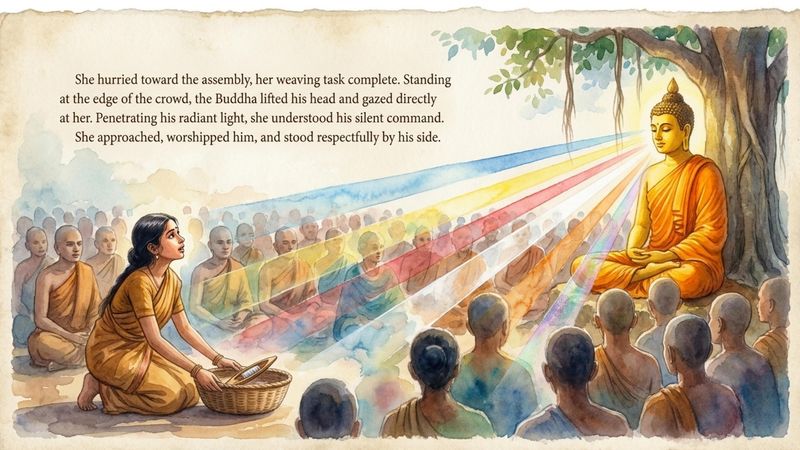 She hurried toward the assembly, her weaving task complete. Standing
at the edge of the crowd, the Buddha lifted his head and gazed directly
at her. Penetrating his radiant light, she understood his silent command.
She approached, worshipped him, and stood respectfully by his side.